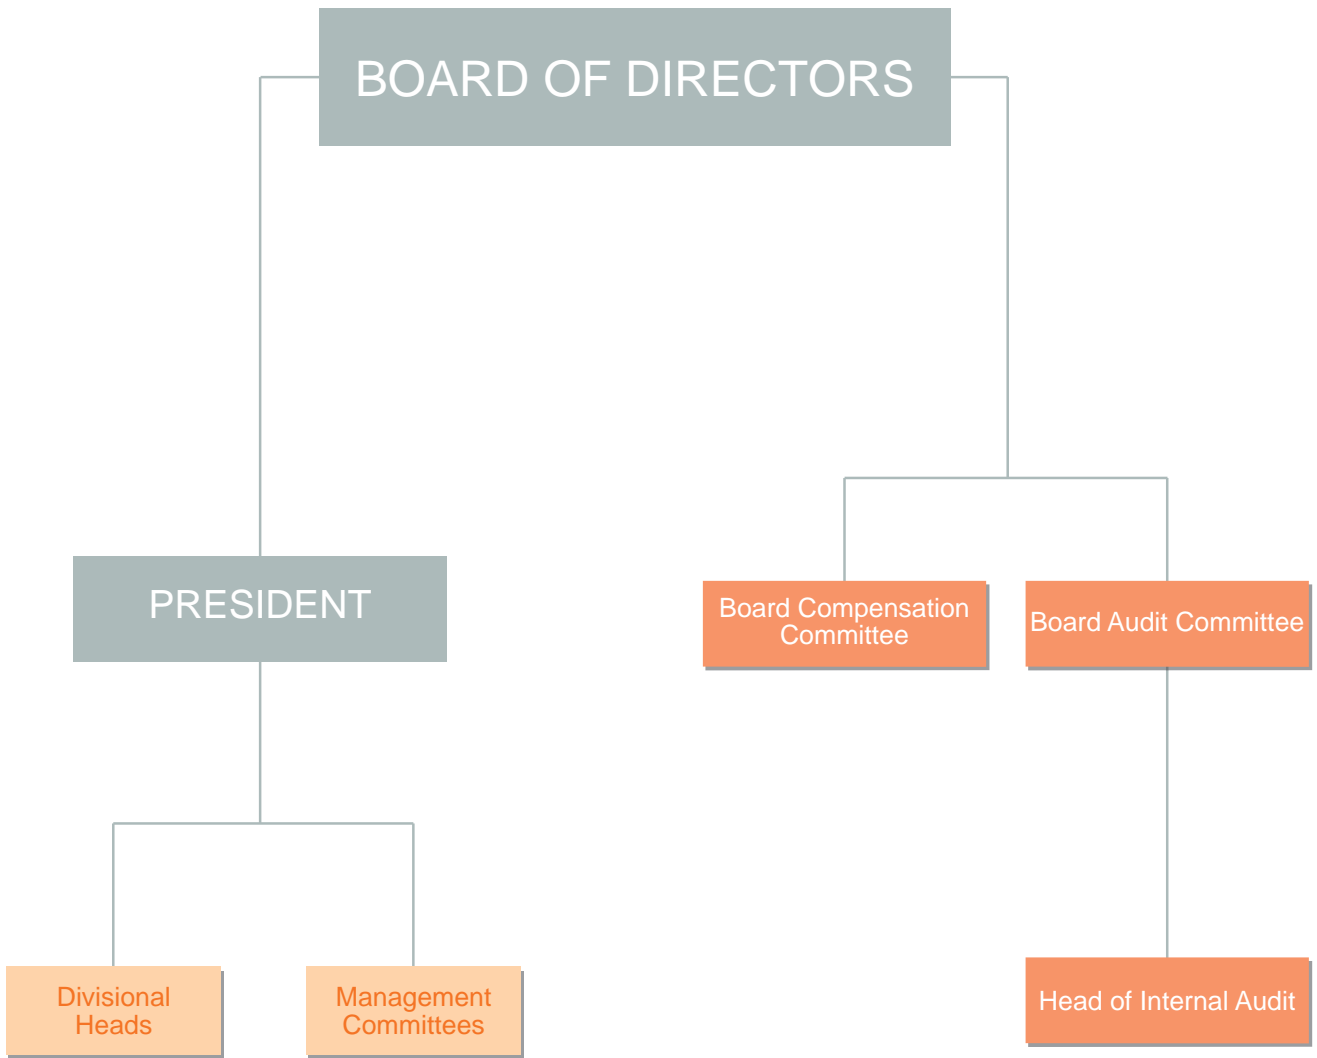 BOARD OF DIRECTORS
PRESIDENT
Board Compensation
Committee
Board Audit Committee
Divisional
Heads
Management
Committees
Head of Internal Audit